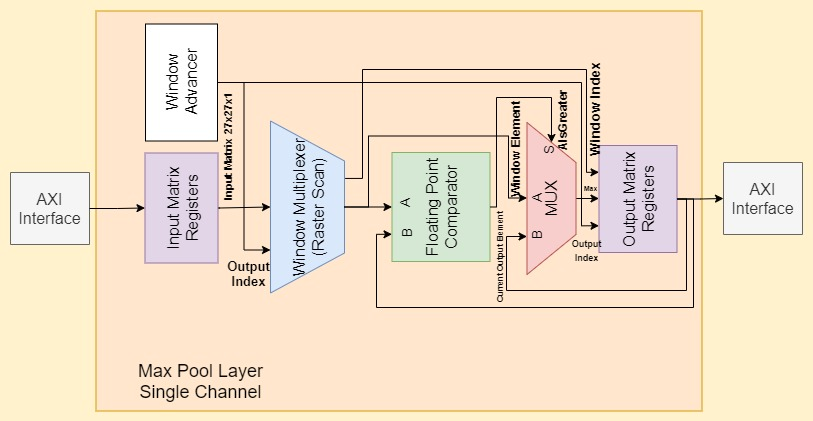 Window
Advancer
Input Matrix 27x27x1
AXI
Interface
Input Matrix
Registers
Output
Index
Window Multiplexer
(Raster Scan)
A
B
Floating Point
Comparator
Current Output Element
Window Element
S
A
B
MUX
AIsGreater
Max
Window Index
Output
Index
Output Matrix
Registers
AXI
Interface
Max Pool Layer
Single Channel